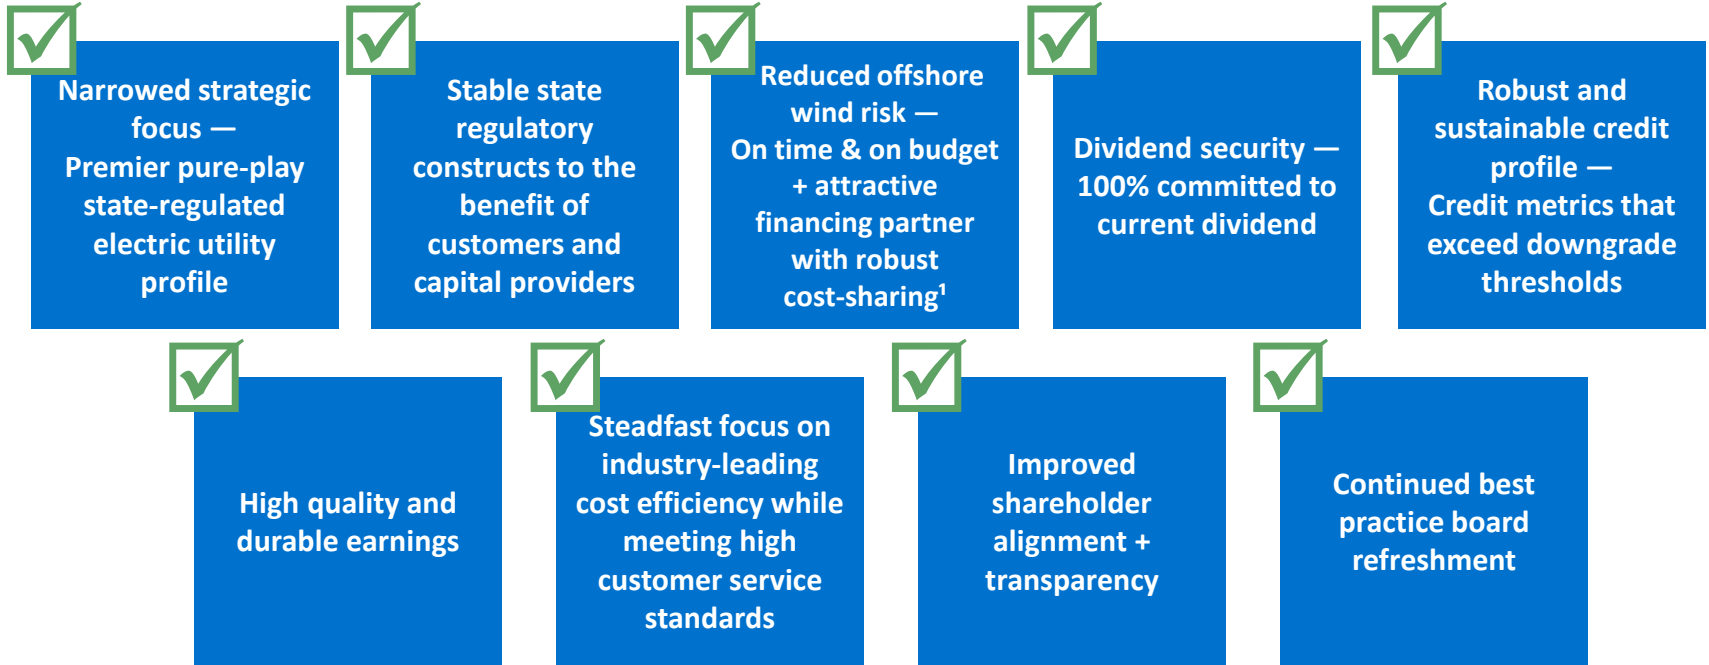 Narrowed strategic
focus —
Premier pure-play
state-regulated
electric utility
profile
Stable state
regulatory
constructs to the
benefit of
customers and
capital providers
Reduced offshore
wind risk —
On time & on budget
+ attractive
financing partner
with robust
cost-sharing¹
Dividend security —
100% committed to
current dividend
Robust and
sustainable credit
profile —
Credit metrics that
exceed downgrade
thresholds
High quality and
durable earnings
Steadfast focus on
industry-leading
cost efficiency while
meeting high
customer service
standards
Improved
shareholder
alignment +
transparency
Continued best
practice board
refreshment